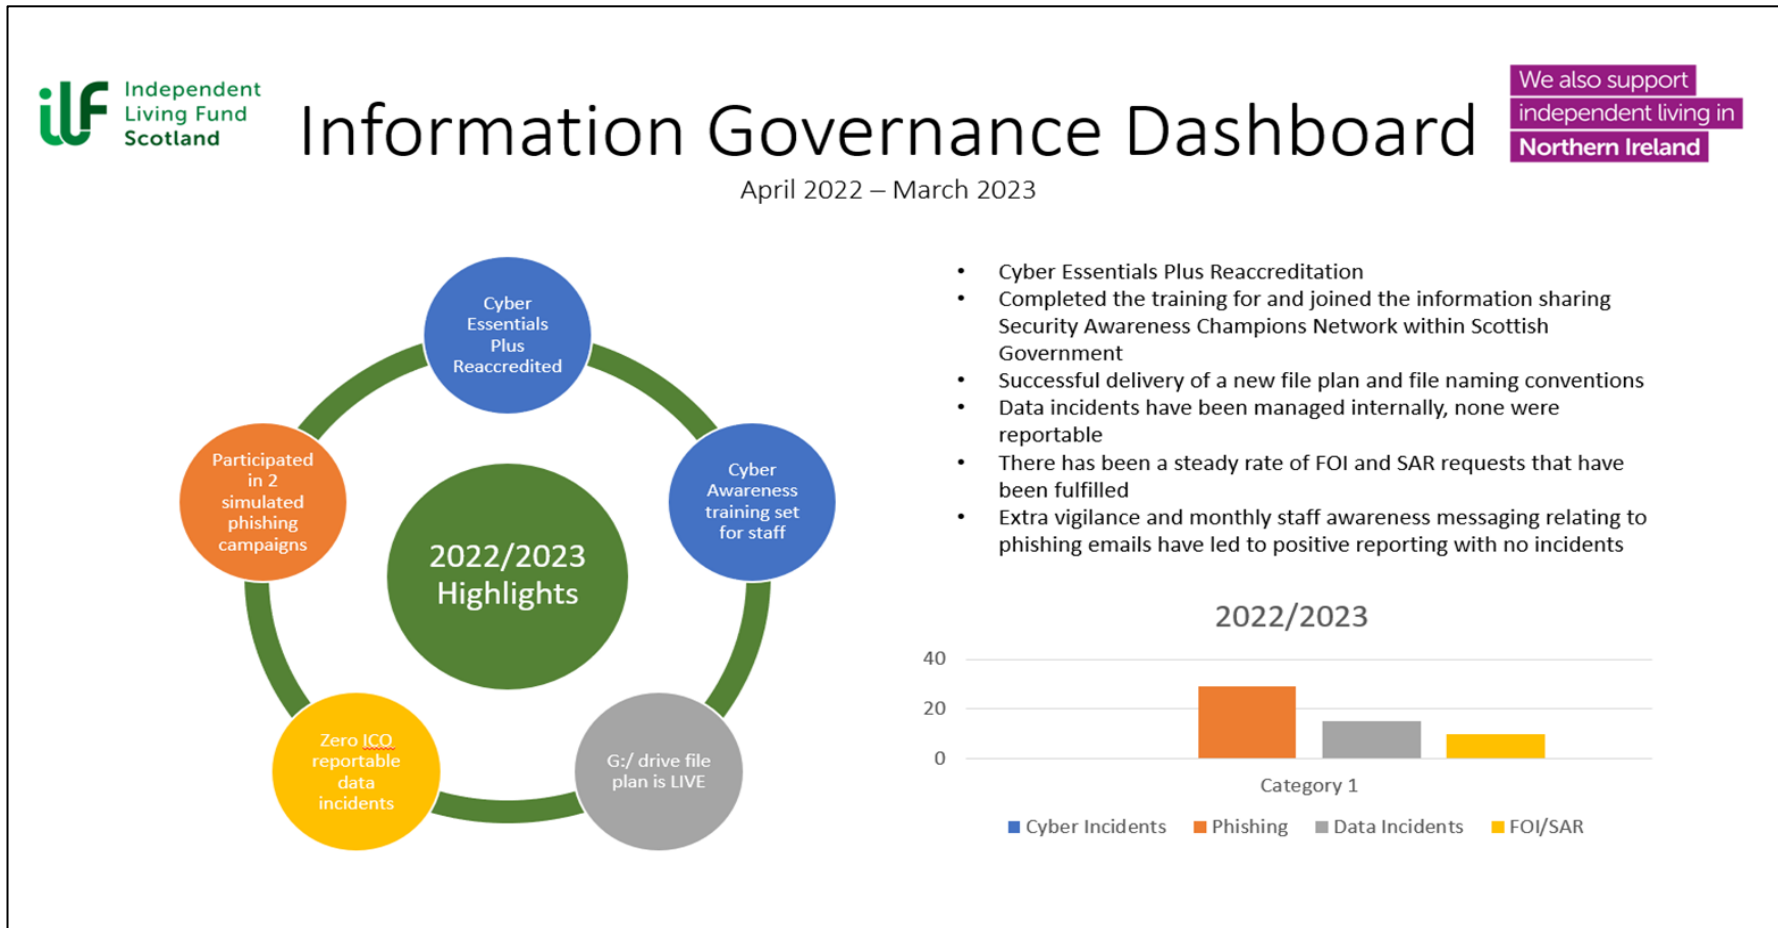 ilf
Independent
Living Fund
Scotland
Information Governance Dashboard
We also support
independent living in
Northern Ireland
April 2022 – March 2023
Cyber
Essentials
Plus
Reaccredited
Cyber
Awareness
training set
for staff
G:/ drive file
plan is LIVE
Zero ICO
reportable
data
incidents
Participated
in 2
simulated
phishing
campaigns
2022/2023
Highlights
• Cyber Essentials Plus Reaccreditation
• Completed the training for and joined the information sharing
Security Awareness Champions Network within Scottish
Government
• Successful delivery of a new file plan and file naming conventions
• Data incidents have been managed internally, none were
reportable
• There has been a steady rate of FOI and SAR requests that have
been fulfilled
• Extra vigilance and monthly staff awareness messaging relating to
phishing emails have led to positive reporting with no incidents
2022/2023
40
20
0
Category 1
Cyber Incidents Phishing Data Incidents FOI/SAR